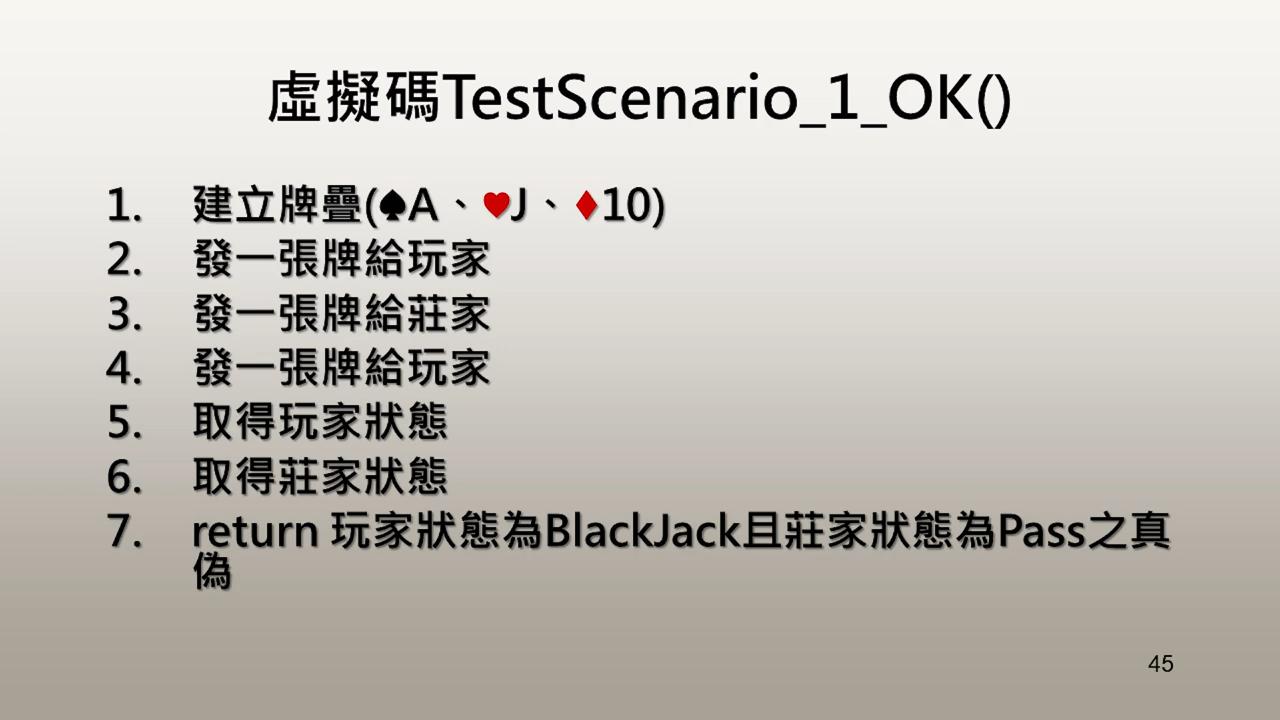 虛擬碼TestScenario_1_OK()
1. 建立牌疊(♠A、♥J、♦10)
2. 發一張牌給玩家
3. 發一張牌給莊家
4. 發一張牌給玩家
5. 取得玩家狀態
6. 取得莊家狀態
7. return 玩家狀態為BlackJack且莊家狀態為Pass之真
偽
45